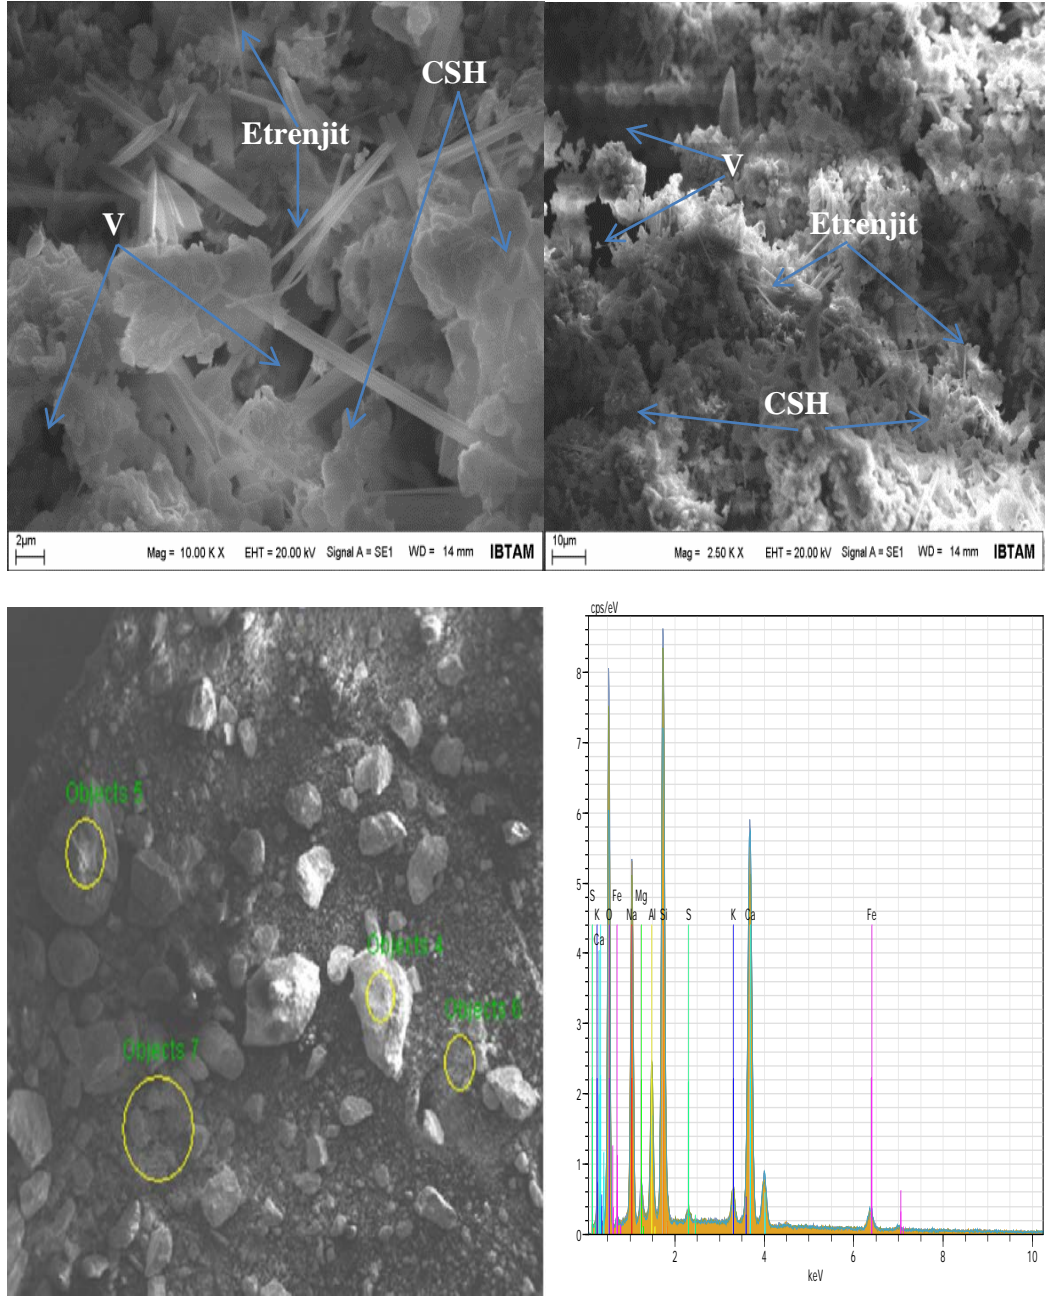 CSH
Etrenjit
V
2µm
Mag = 10.00 K X EHT = 20.00 kV Signal A = SE1 WD = 14 mm IBTAM
V
Etrenjit
CSH
10µm
Mag = 2.50 K X EHT = 20.00 kV Signal A = SE1 WD = 14 mm IBTAM
Objects 5
Objects 4
Objects 6
Objects 7
cps/eV
8
7
6
5
4
3
2
1
0
S Fe Mg
K O Na Al Si S K Ca Fe
Ca
2 4 6 8 10
keV